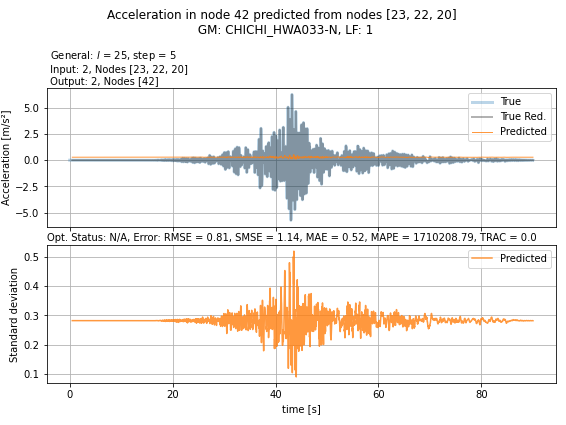 Acceleration in node 42 predicted from nodes [23, 22, 20]
GM: CHICHI_HWA033-N, LF: 1
General: l = 25, step = 5
Input: 2, Nodes [23, 22, 20]
Output: 2, Nodes [42]
Acceleration [m/s²]
5.0
2.5
0.0
−2.5
−5.0
True
True Red.
Predicted
Opt. Status: N/A, Error: RMSE = 0.81, SMSE = 1.14, MAE = 0.52, MAPE = 1710208.79, TRAC = 0.0
Standard deviation
0.5
0.4
0.3
0.2
0.1
Predicted
0 20 40 60 80
time [s]